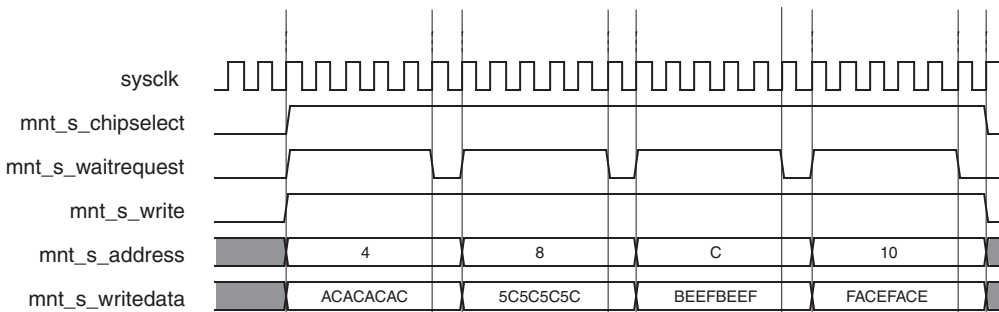 sysclk
mnt_s_chipselect
mnt_s_waitrequest
mnt_s_write
mnt_s_address 4 8 C 10
mnt_s_writedata ACACACAC 5C5C5C5C BEEFBEEF FACEFACE